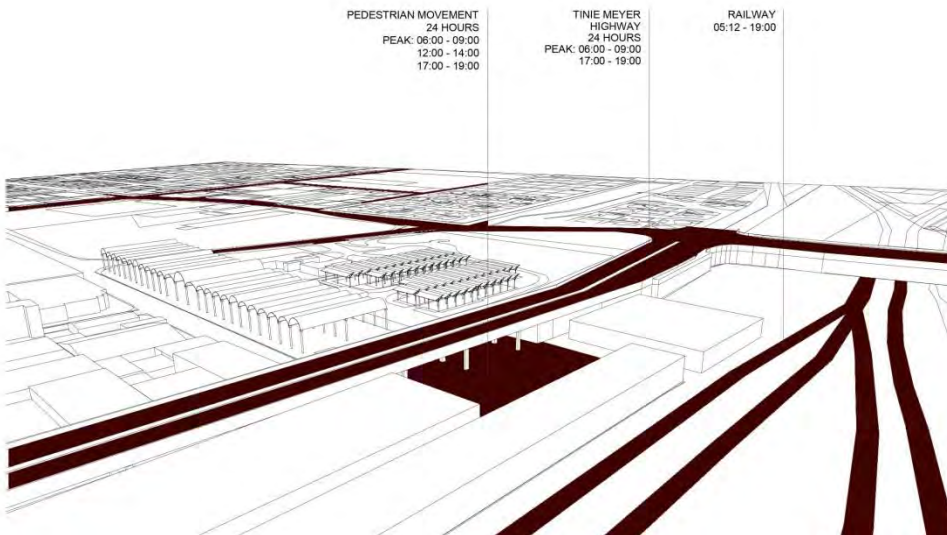 PEDESTRIAN MOVEMENT
24 HOURS
PEAK: 06:00 - 09:00
12:00 - 14:00
17:00 - 19:00
TINIE MEYER
HIGHWAY
24 HOURS
PEAK: 06:00 - 09:00
17:00 - 19:00
RAILWAY
05:12 - 19:00